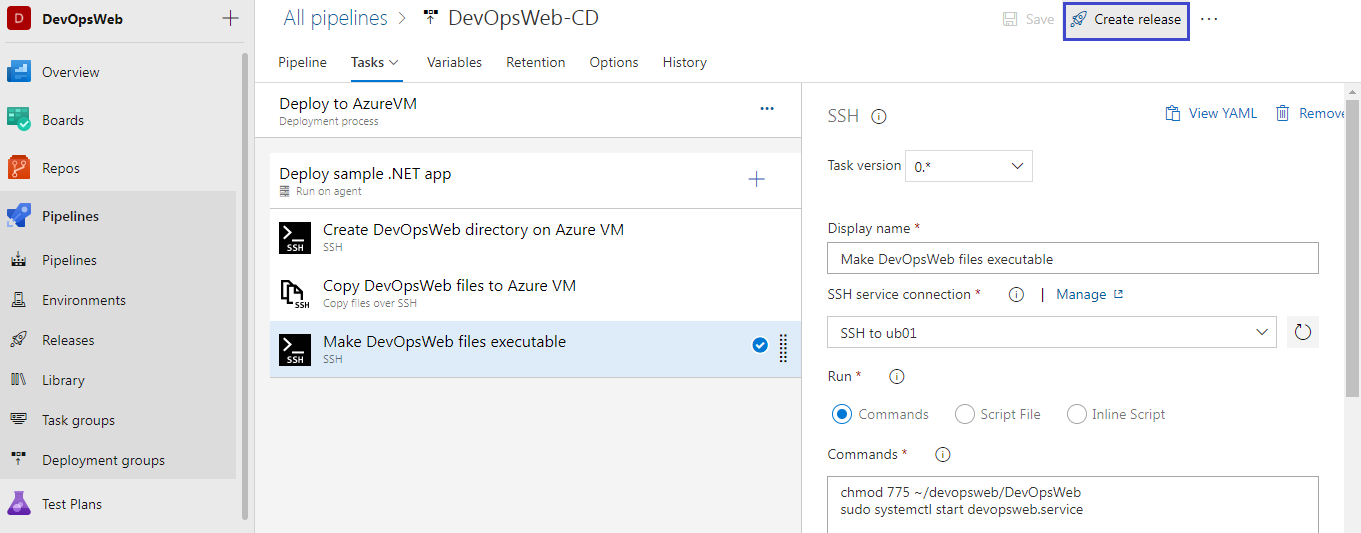 D DevOpsWeb
Overview
Boards
Repos
Pipelines
Pipelines
Environments
Releases
Library
Task groups
Deployment groups
Test Plans
All pipelines > DevOpsWeb-CD
Save
Create release
Pipeline Tasks Variables Retention Options History
Deploy to AzureVM
Deployment process
Deploy sample .NET app
Run on agent
Create DevOpsWeb directory on Azure VM
SSH
SSH
Copy DevOpsWeb files to Azure VM
SSH
Copy files over SSH
Make DevOpsWeb files executable
SSH
SSH
SSH
View YAML
Remove
Task version 0.*
Display name *
Make DevOpsWeb files executable
SSH service connection * | Manage
SSH to ub01
Run *
Commands Script File Inline Script
Commands *
chmod 775 ~/devopsweb/DevOpsWeb
sudo systemctl start devopsweb.service